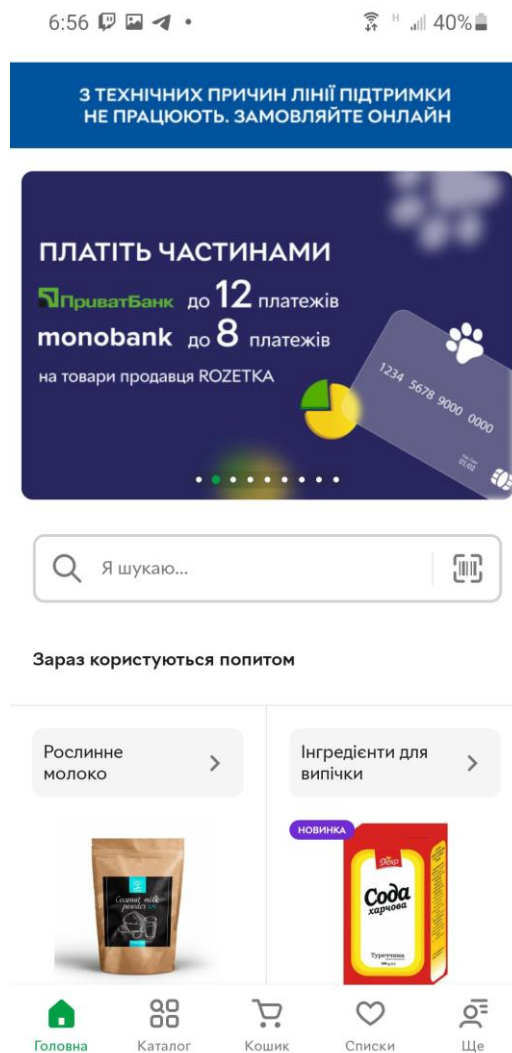 6:56
H
40%
З ТЕХНІЧНИХ ПРИЧИН ЛІНІЇ ПІДТРИМКИ
НЕ ПРАЦЮЮТЬ. ЗАМОВЛЯЙТЕ ОНЛАЙН
ПЛАТІТЬ ЧАСТИНАМИ
ПриватБанк до 12 платежів
monobank до 8 платежів
на товари продавця ROZETKA
1234 5678 9000 0000
Я шукаю...
Зараз користуються попитом
Рослинне
молоко
Інгредієнти для
випічки
НОВИНКА
Coconut milk
powder
Деко
Сода
харчова
Туреччина
Головна
Каталог
Кошик
Списки
Ще